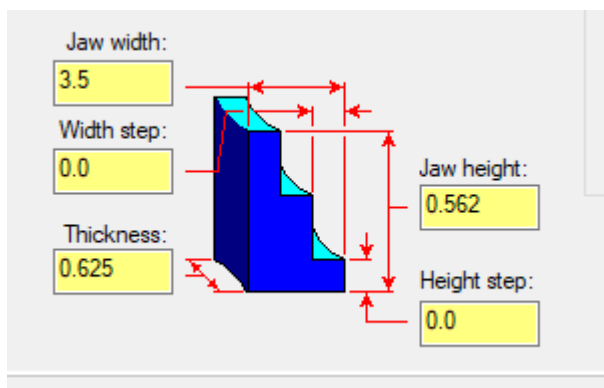 Jaw width:
3.5
Width step:
0.0
Thickness:
0.625
Jaw height:
0.562
Height step:
0.0